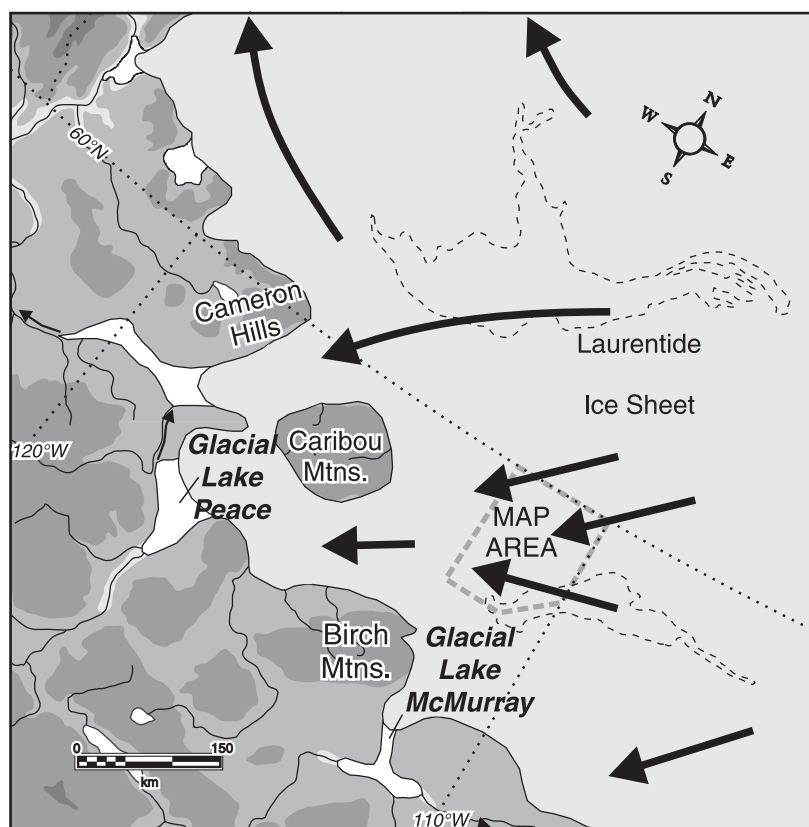 N
W
E
S
60°N
Cameron
Hills
Laurentide
Ice Sheet
120°W
Glacial
Lake
Peace
Caribou
Mtns.
MAP
AREA
Birch
Mtns.
Glacial
Lake
McMurray
0
150
km
110°W